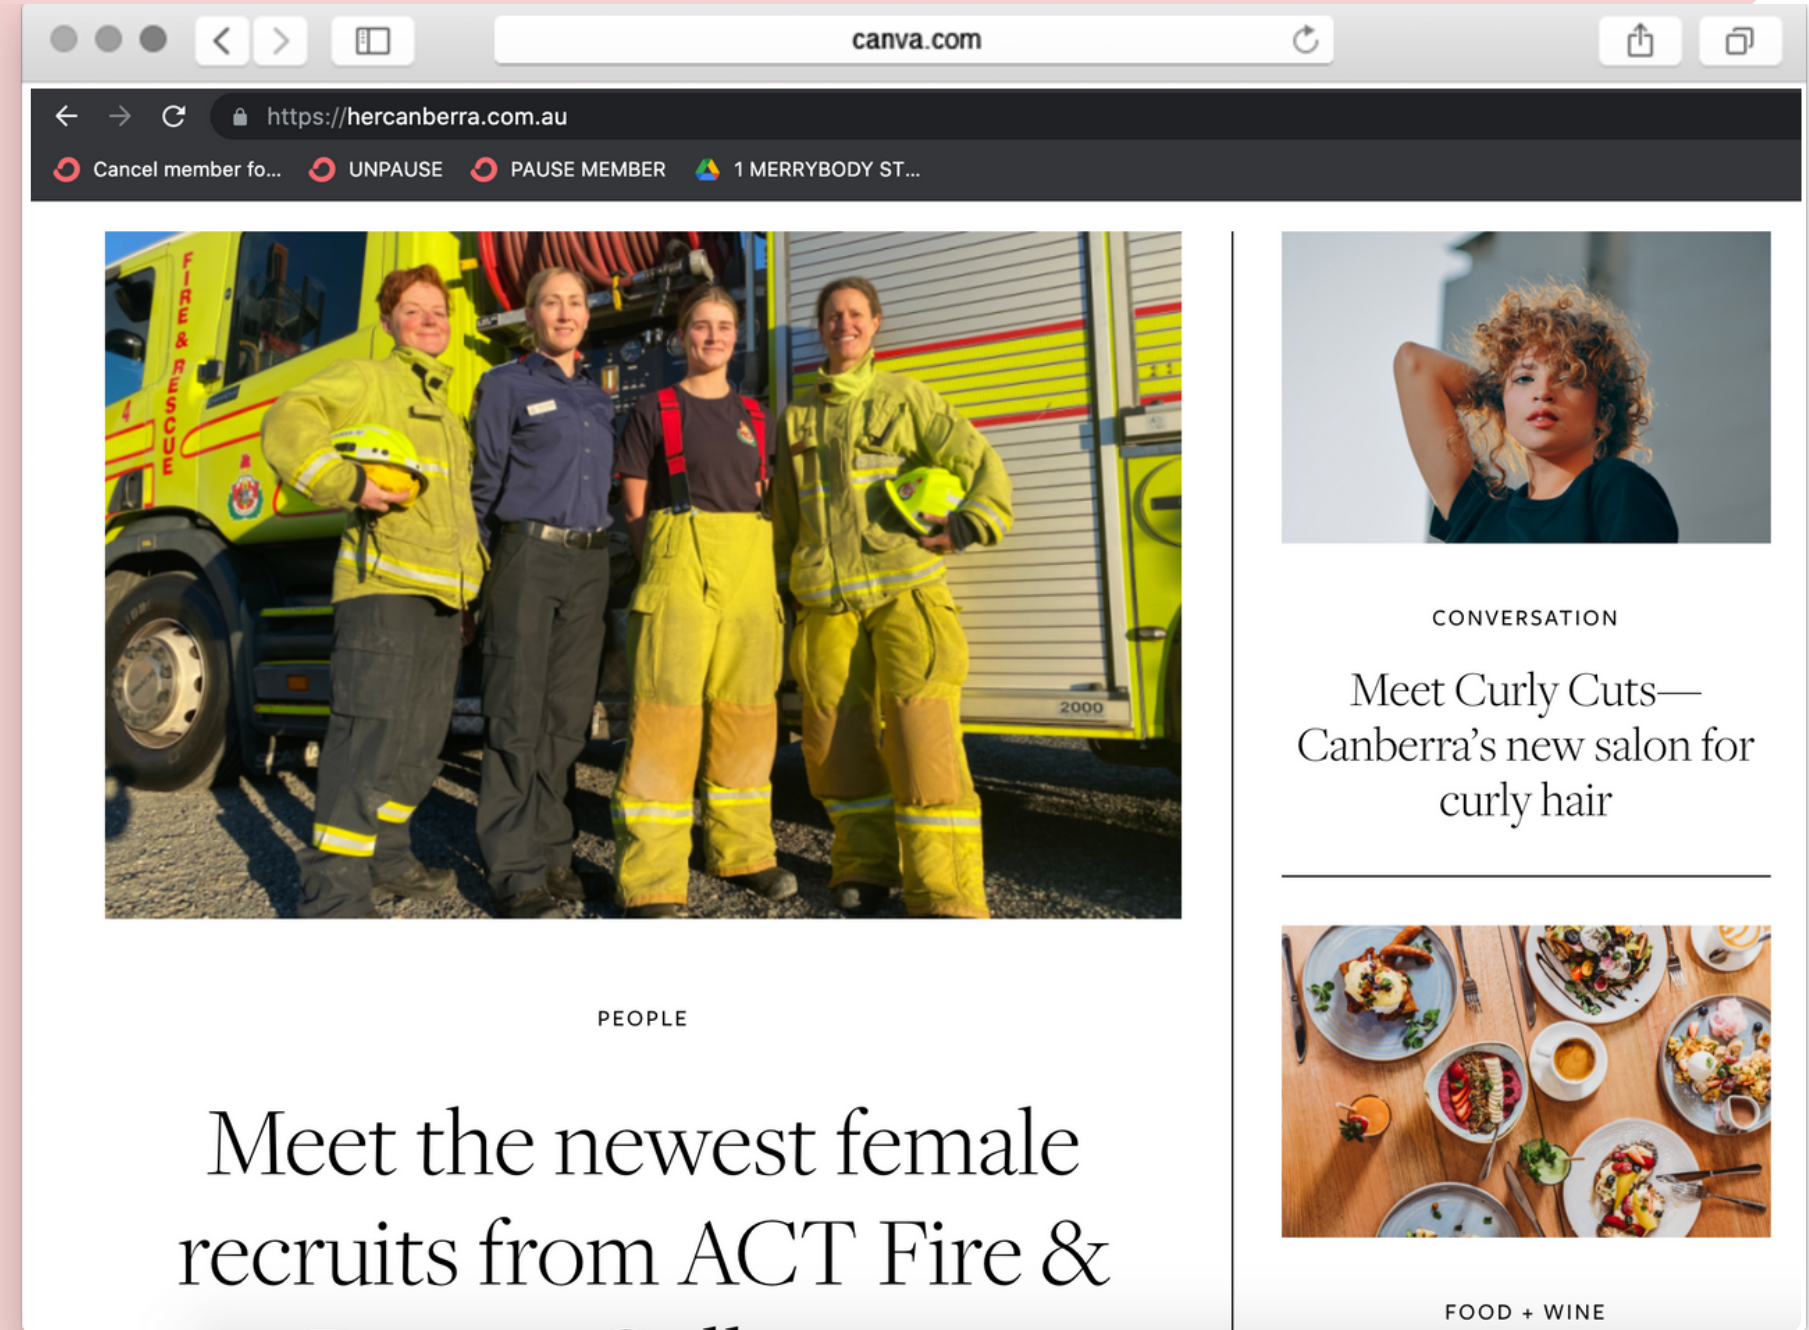 canva.com
https://hercanberra.com.au
Cancel member fo... UNPAUSE PAUSE MEMBER 1 MERRYBODY ST...
FIRE & RESCUE
4
2000
PEOPLE
Meet the newest female
recruits from ACT Fire &
CONVERSATION
Meet Curly Cuts—
Canberra’s new salon for
curly hair
FOOD + WINE